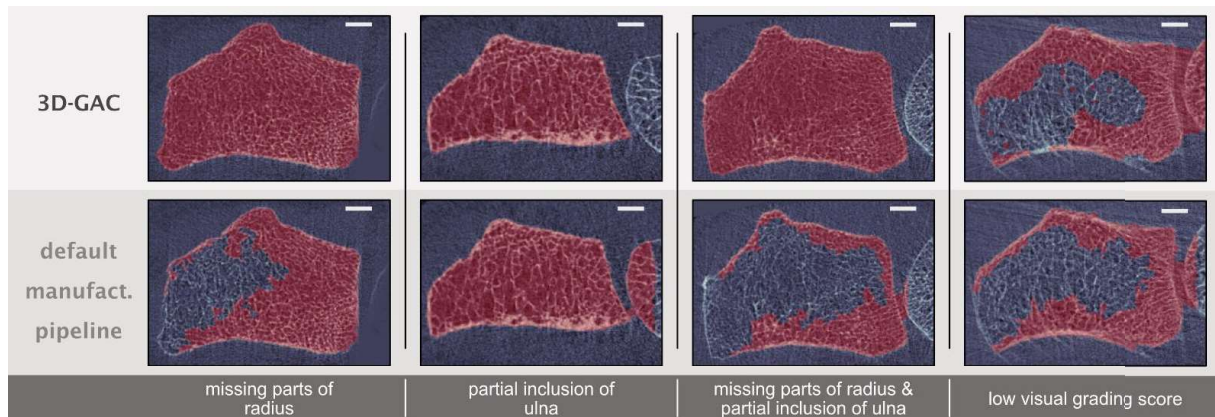 3D-GAC
default
manufact.
pipeline
missing parts of
radius
partial inclusion of
ulna
missing parts of radius &
partial inclusion of ulna
low visual grading score